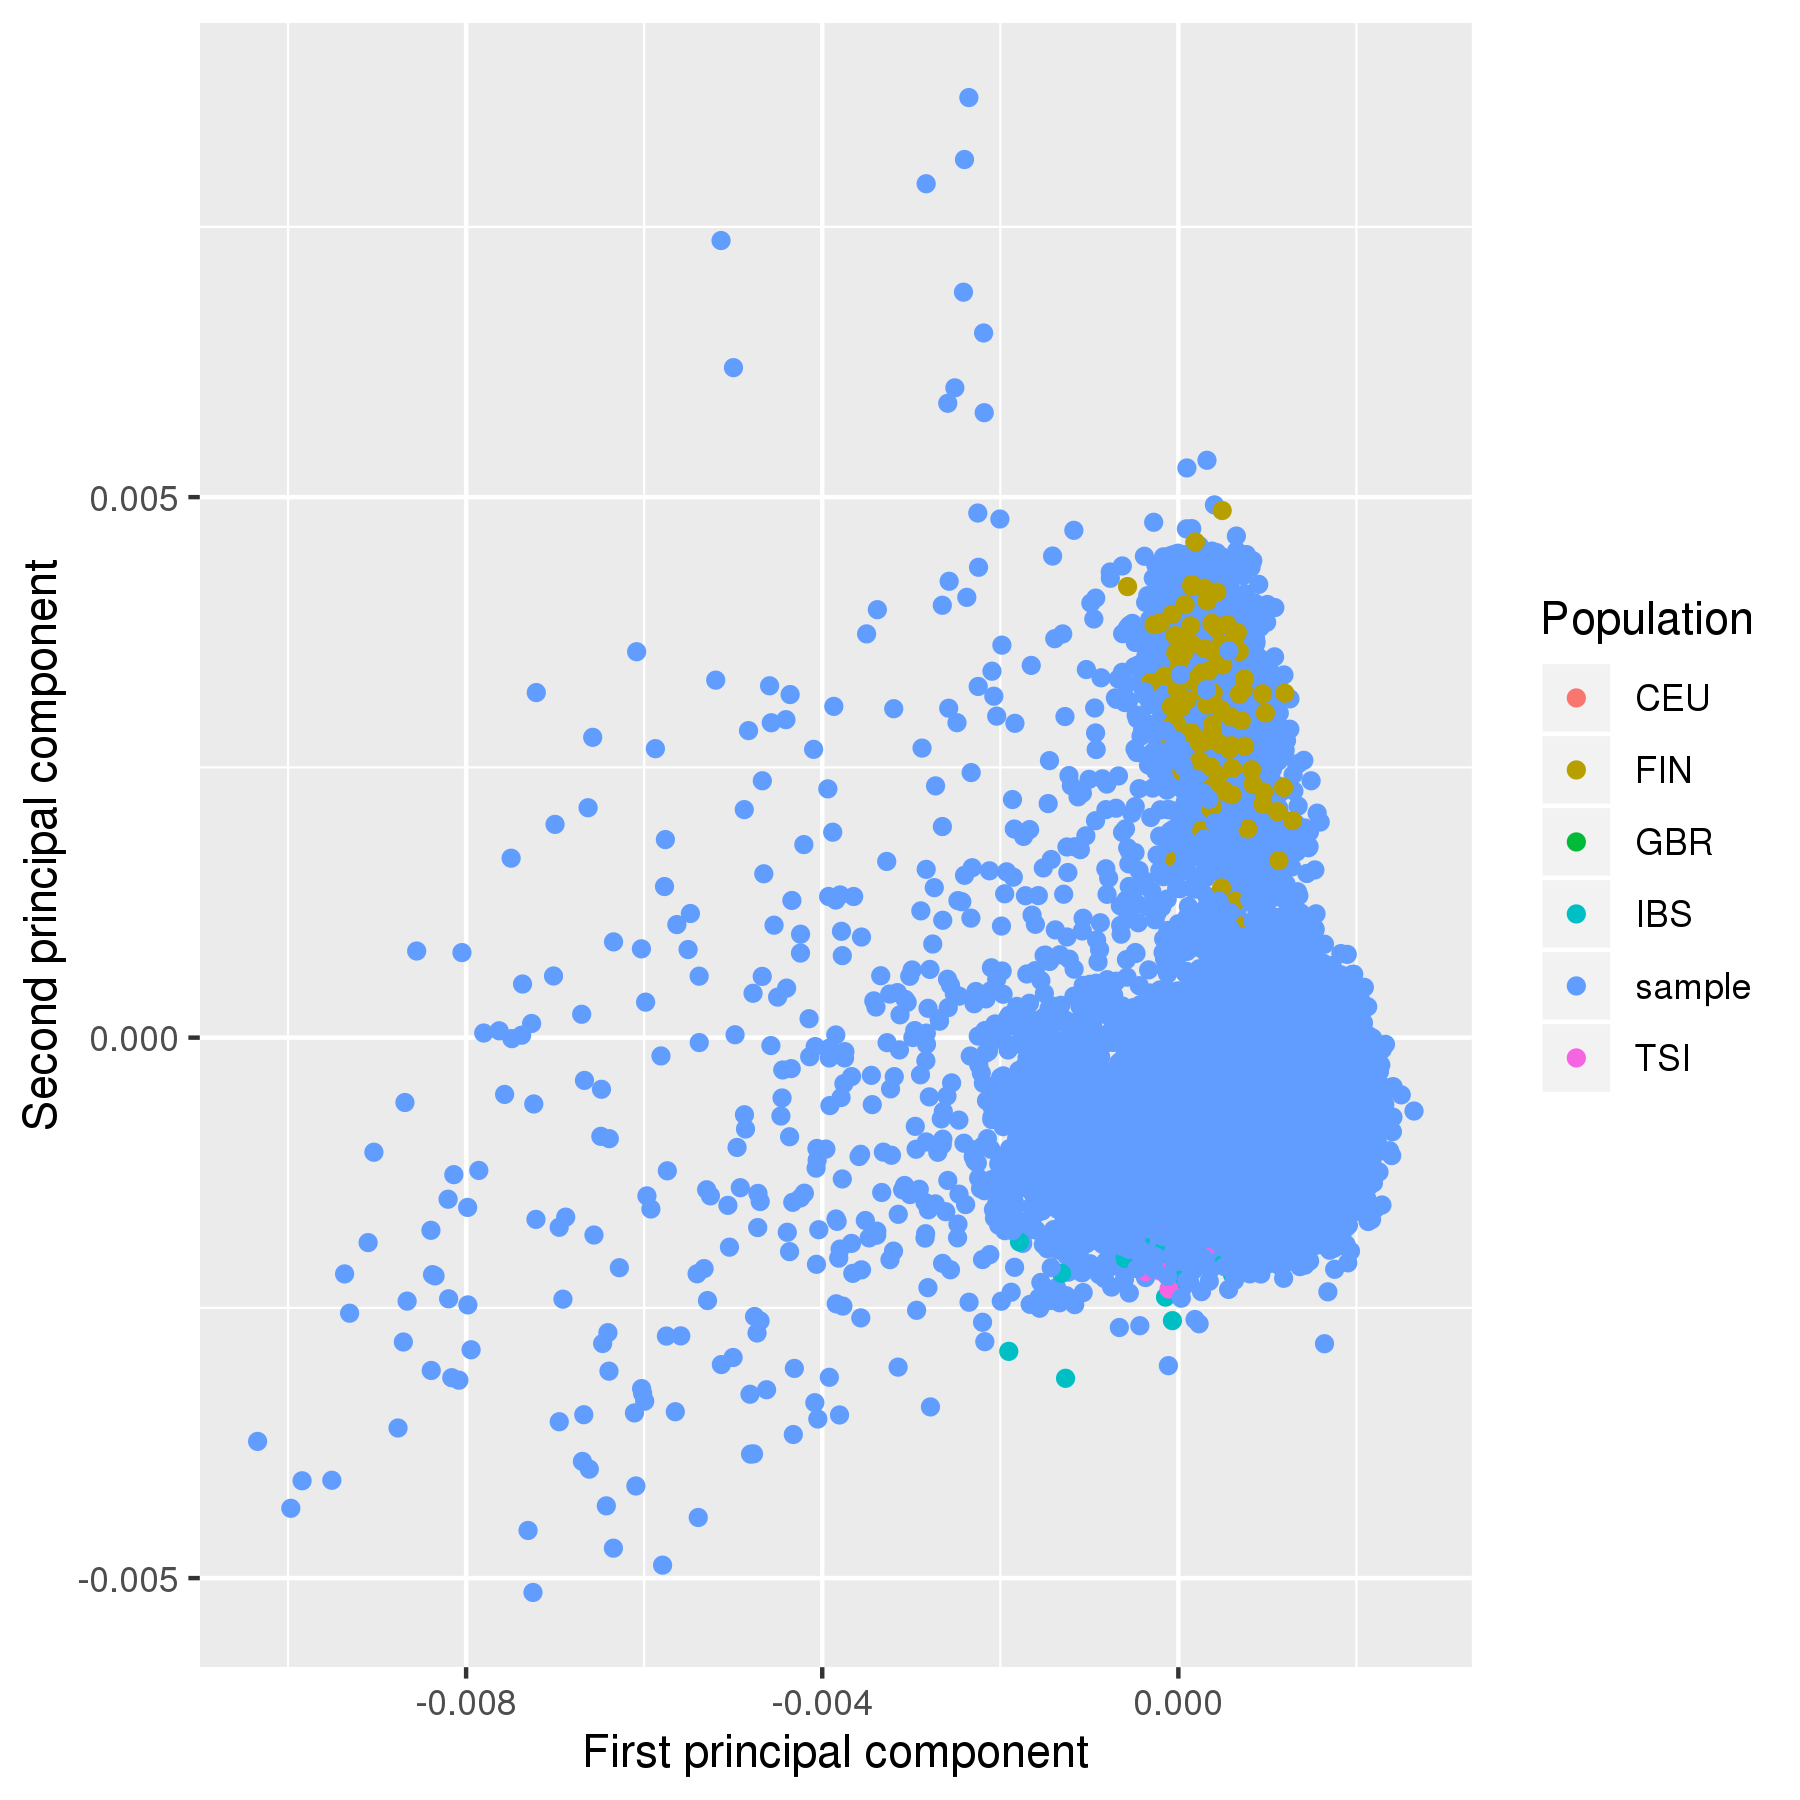 Second principal component
0.005
0.000
-0.005
-0.008
-0.004
0.000
First principal component
Population
CEU
FIN
GBR
IBS
sample
TSI